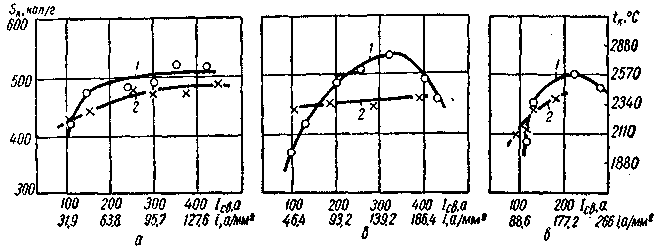 Sк, кал/г
600
500
400
300
1
2
100 200 300 400 Iсв, а
31,9 63,8 95,7 127,6 i, а/мм²
а
1
2
100 200 300 400 Iсв, а
46,4 93,2 139,2 186,4 i, а/мм²
б
tк, °C
2880
2570
2340
2110
1880
1
2
100 200 Iсв, а
88,6 177,2 266 i, а/мм²
в